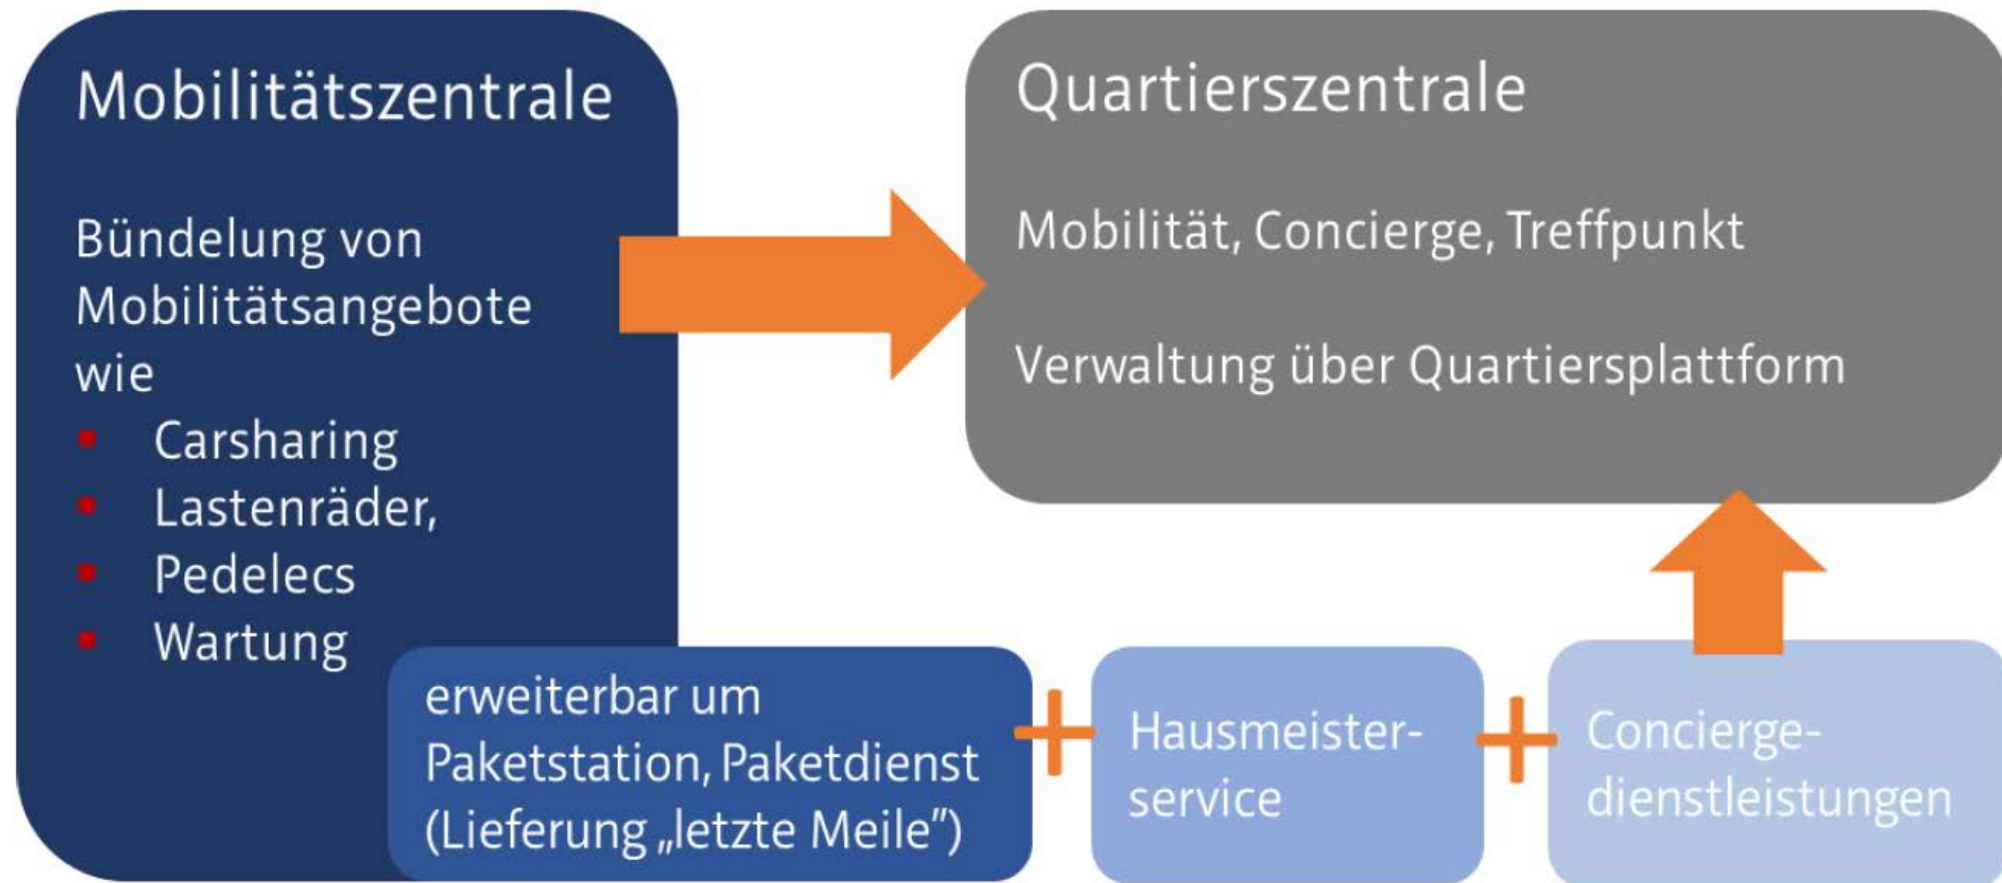 Mobilitätszentrale
Bündelung von
Mobilitätsangebote
wie
▪ Carsharing
▪ Lastenräder,
▪ Pedelecs
▪ Wartung
erweiterbar um
Paketstation, Paketdienst
(Lieferung „letzte Meile”)
+
Hausmeister-
service
+
Concierge-
dienstleistungen
Quartierszentrale
Mobilität, Concierge, Treffpunkt
Verwaltung über Quartiersplattform